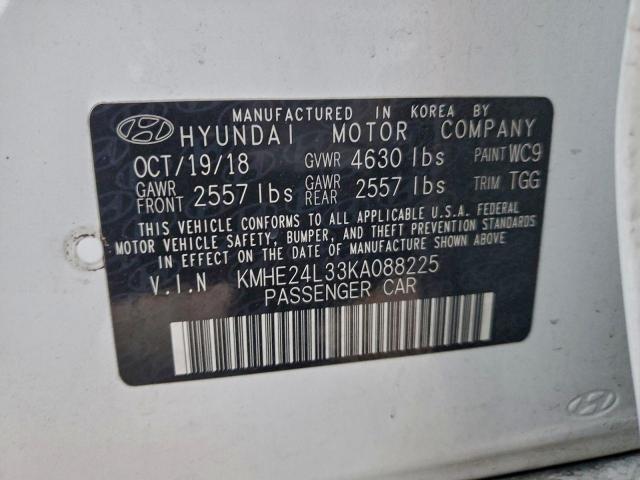 MANUFACTURED IN KOREA BY
HYUNDAI MOTOR COMPANY
OCT/19/18 GVWR 4630 lbs PAINT WC9
GAWR FRONT 2557 lbs GAWR REAR 2557 lbs TRIM TGG
THIS VEHICLE CONFORMS TO ALL APPLICABLE U.S.A. FEDERAL
MOTOR VEHICLE SAFETY, BUMPER, AND THEFT PREVENTION STANDARDS
IN EFFECT ON THE DATE OF MANUFACTURE SHOWN ABOVE.
V.I.N KMHE24L33KA088225
PASSENGER CAR